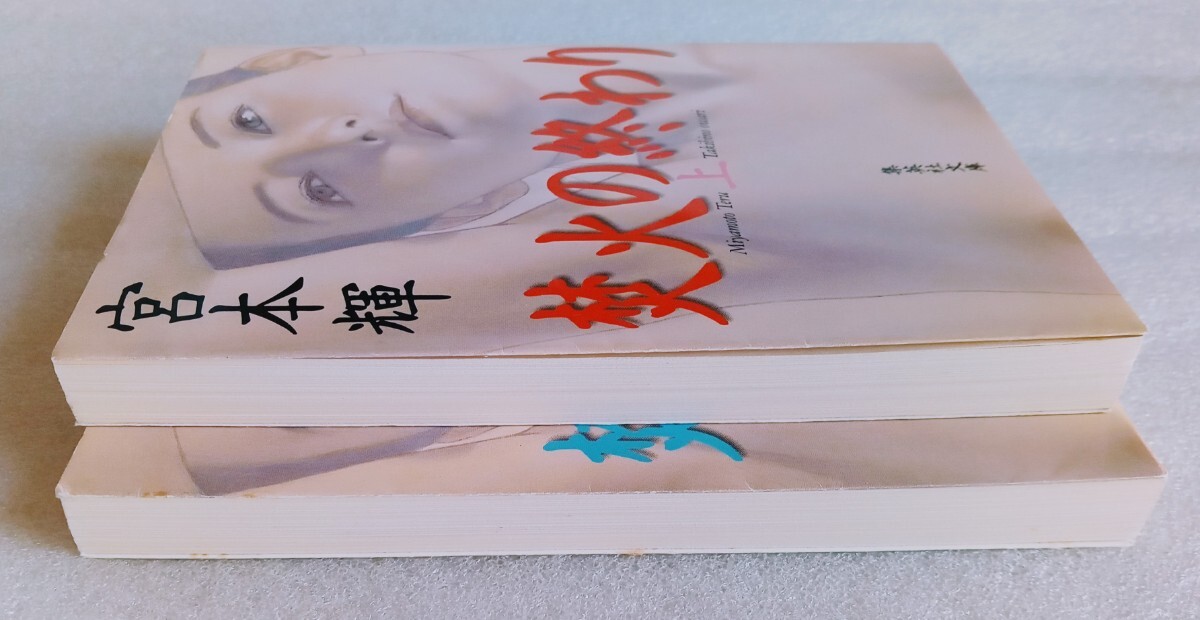 宮本輝
焚火の終わり
上
Miyamoto Teru
Takibino owari
集英社文庫